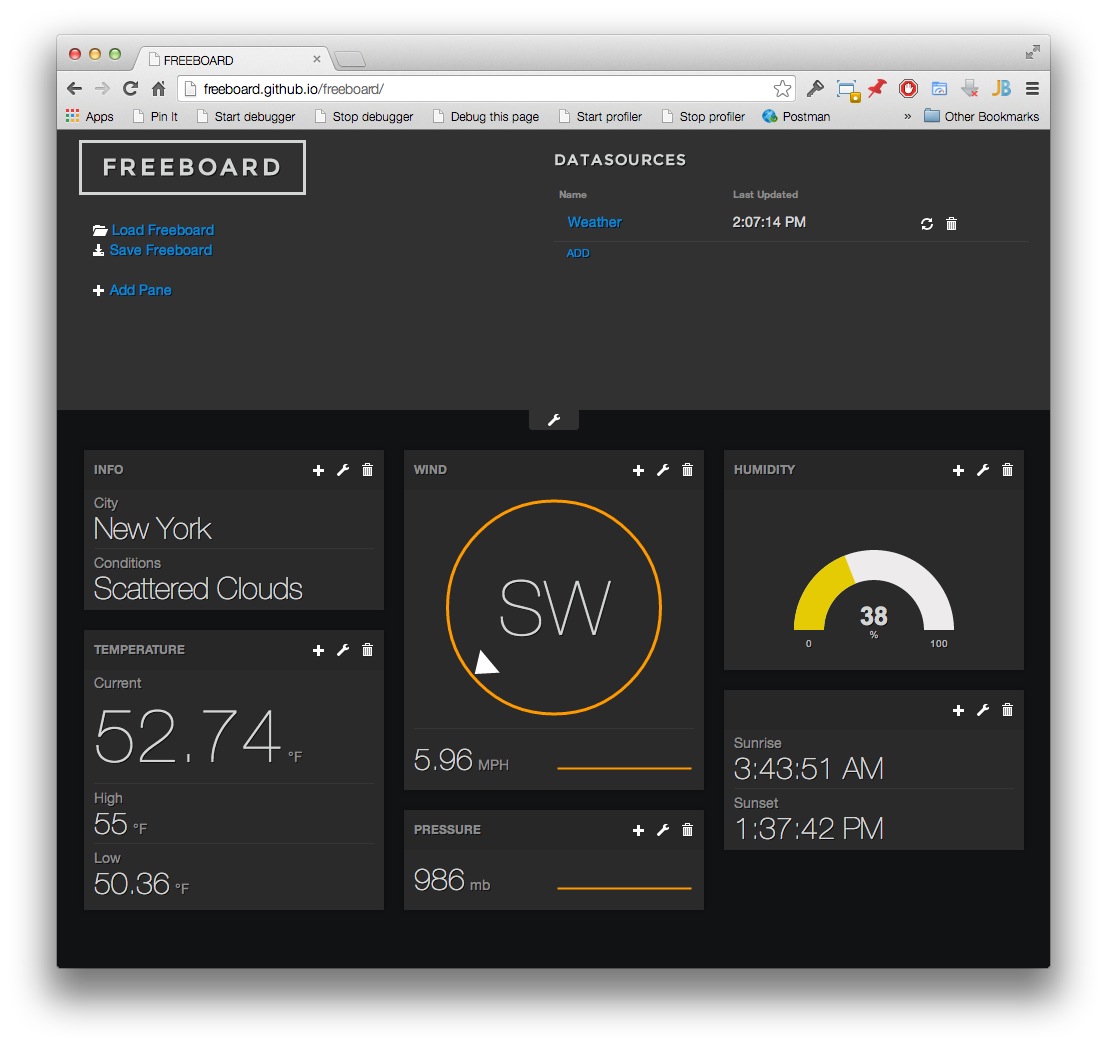 FREEBOARD
freeboard.github.io/freeboard/
Apps Pin It Start debugger Stop debugger Debug this page Start profiler Stop profiler Postman » Other Bookmarks
FREEBOARD
Load Freeboard
Save Freeboard
Add Pane
DATASOURCES
Name Last Updated
Weather 2:07:14 PM
ADD
INFO
City
New York
Conditions
Scattered Clouds
TEMPERATURE
Current
52.74 °F
High
55 °F
Low
50.36 °F
WIND
SW
5.96 MPH
PRESSURE
986 mb
HUMIDITY
38
%
0 100
Sunrise
3:43:51 AM
Sunset
1:37:42 PM